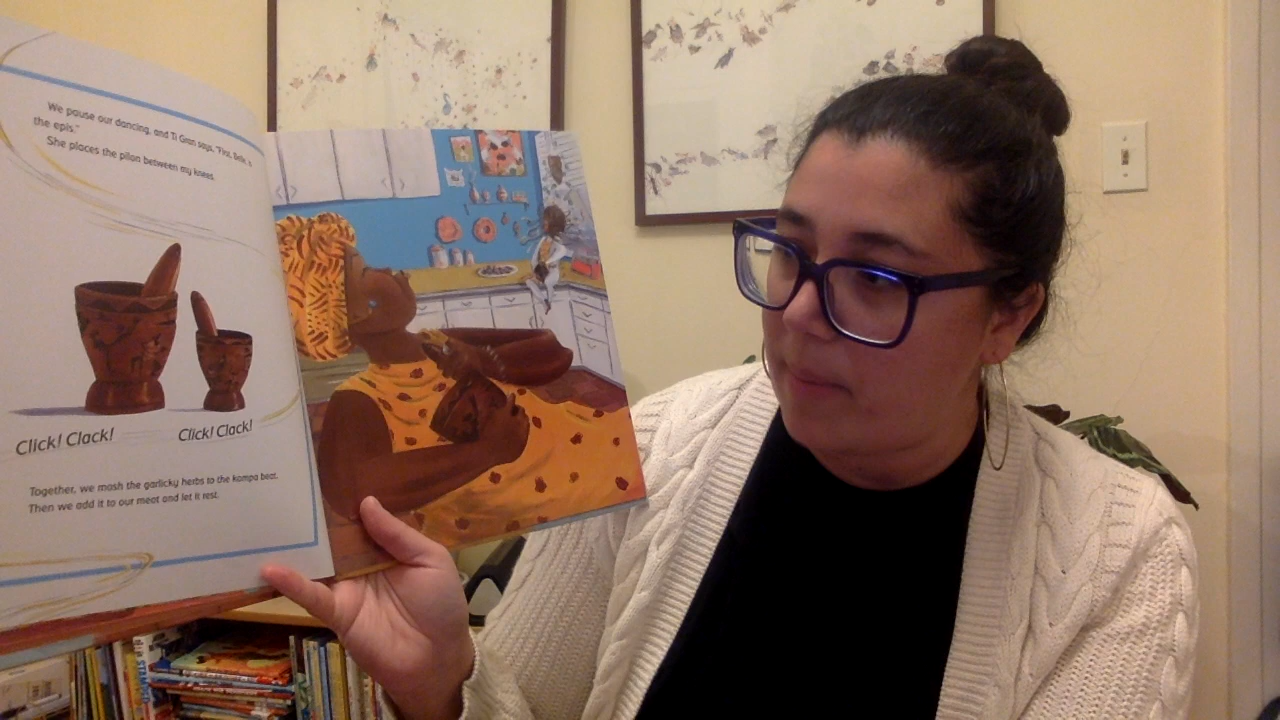 We pause our dancing, and Ti Gran says, "First, Belle, is
the epis."
She places the pilon between my knees.
Click! Clack! Click! Clack!
Together, we mash the garlicky herbs to the kompa beat.
Then we add it to our meat and let it rest.